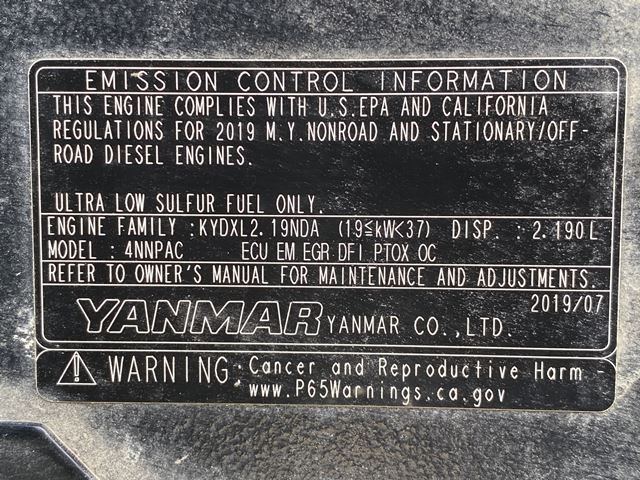 EMISSION CONTROL INFORMATION
THIS ENGINE COMPLIES WITH U.S.EPA AND CALIFORNIA
REGULATIONS FOR 2019 M.Y.NONROAD AND STATIONARY/OFF-
ROAD DIESEL ENGINES.
ULTRA LOW SULFUR FUEL ONLY.
ENGINE FAMILY : KYDXL2.19NDA (19≦kW<37) DISP. : 2.190 L
MODEL : 4NNPAC ECU EM EGR DFI PTOX OC
REFER TO OWNER'S MANUAL FOR MAINTENANCE AND ADJUSTMENTS.
2019/07
YANMAR YANMAR CO.,LTD.
WARNING: Cancer and Reproductive Harm -
www.P65Warnings.ca.gov